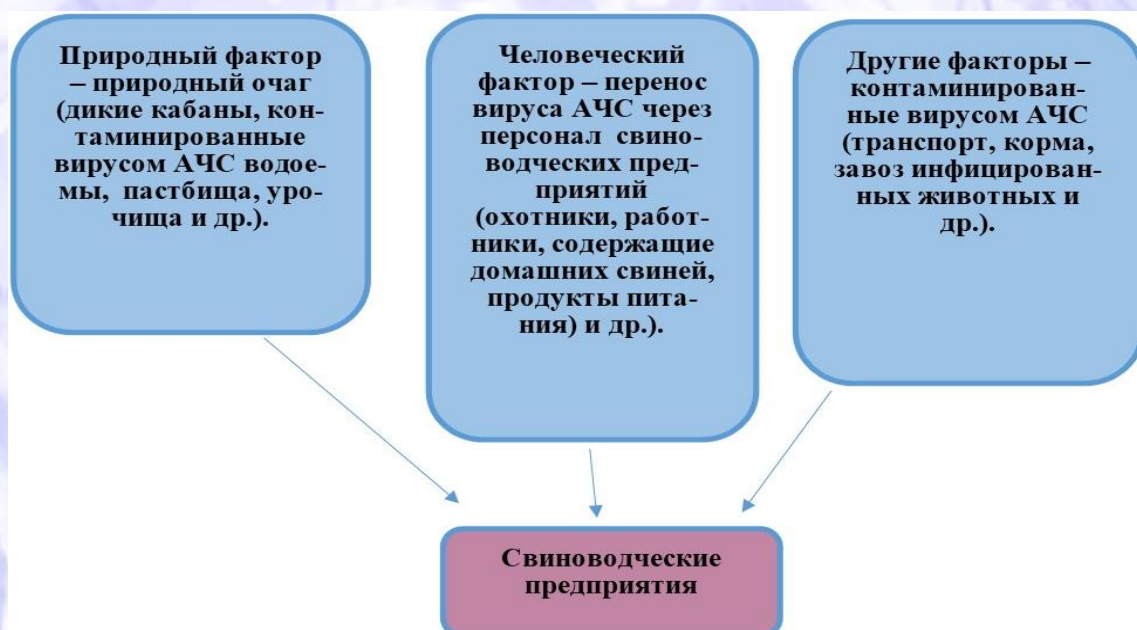 Природный фактор
– природный очаг
(дикие кабаны, кон-
таминированные
вирусом АЧС водое-
мы, пастбища, уро-
чища и др.).
Человеческий
фактор – перенос
вируса АЧС через
персонал свино-
водческих пред-
приятий
(охотники, работ-
ники, содержащие
домашних свиней,
продукты пита-
ния) и др.).
Другие факторы –
контаминирован-
ные вирусом АЧС
(транспорт, корма,
завоз инфицирован-
ных животных и
др.).
Свиноводческие
предприятия